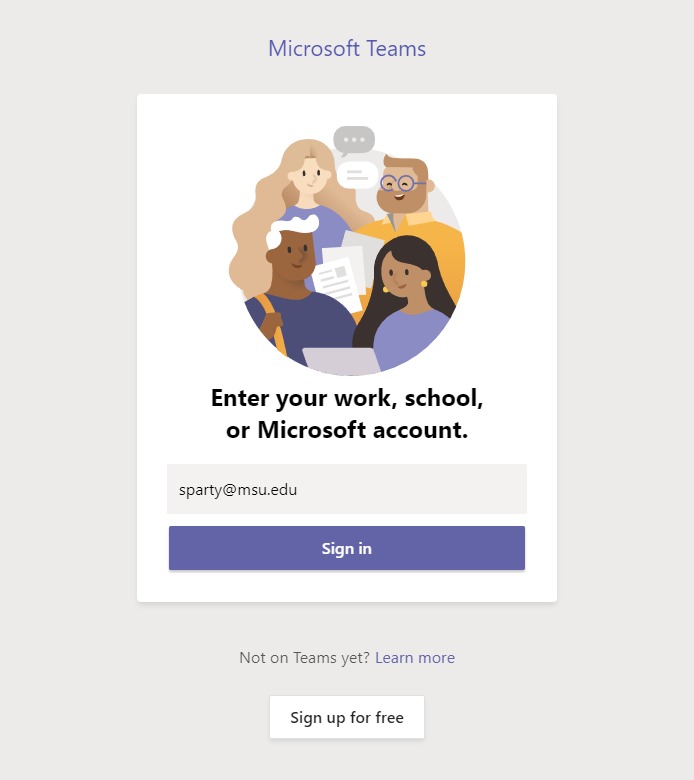 Microsoft Teams
Enter your work, school,
or Microsoft account.
sparty@msu.edu
Sign in
Not on Teams yet? Learn more
Sign up for free